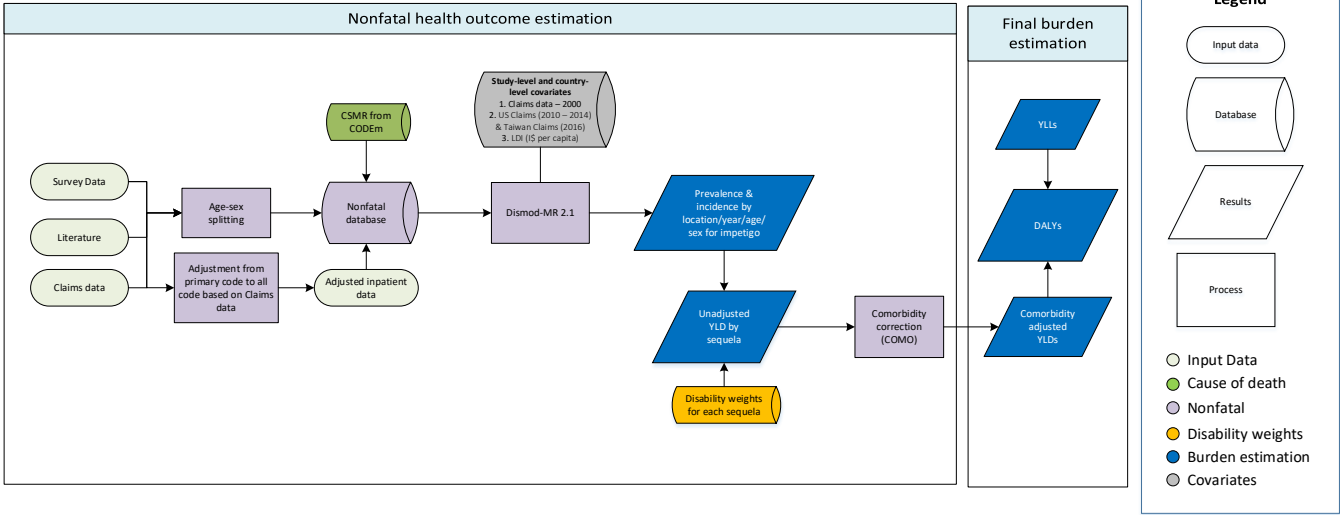 Nonfatal health outcome estimation
Final burden
estimation
Legend
Study-level and country-
level covariates
1. Claims data – 2000
2. US Claims (2010 – 2014)
& Taiwan Claims (2016)
3. LDI (I$ per capita)
CSMR from
CODEm
Survey Data
Literature
Claims data
Age-sex
splitting
Adjustment from
primary code to all
code based on Claims
data
Nonfatal
database
Adjusted inpatient
data
Dismod-MR 2.1
Prevalence &
incidence by
location/year/age/
sex for impetigo
Unadjusted
YLD by
sequela
Disability weights
for each sequela
Comorbidity
correction
(COMO)
YLLs
DALYs
Comorbidity
adjusted
YLDs
Input data
Database
Results
Process
Input Data
Cause of death
Nonfatal
Disability weights
Burden estimation
Covariates